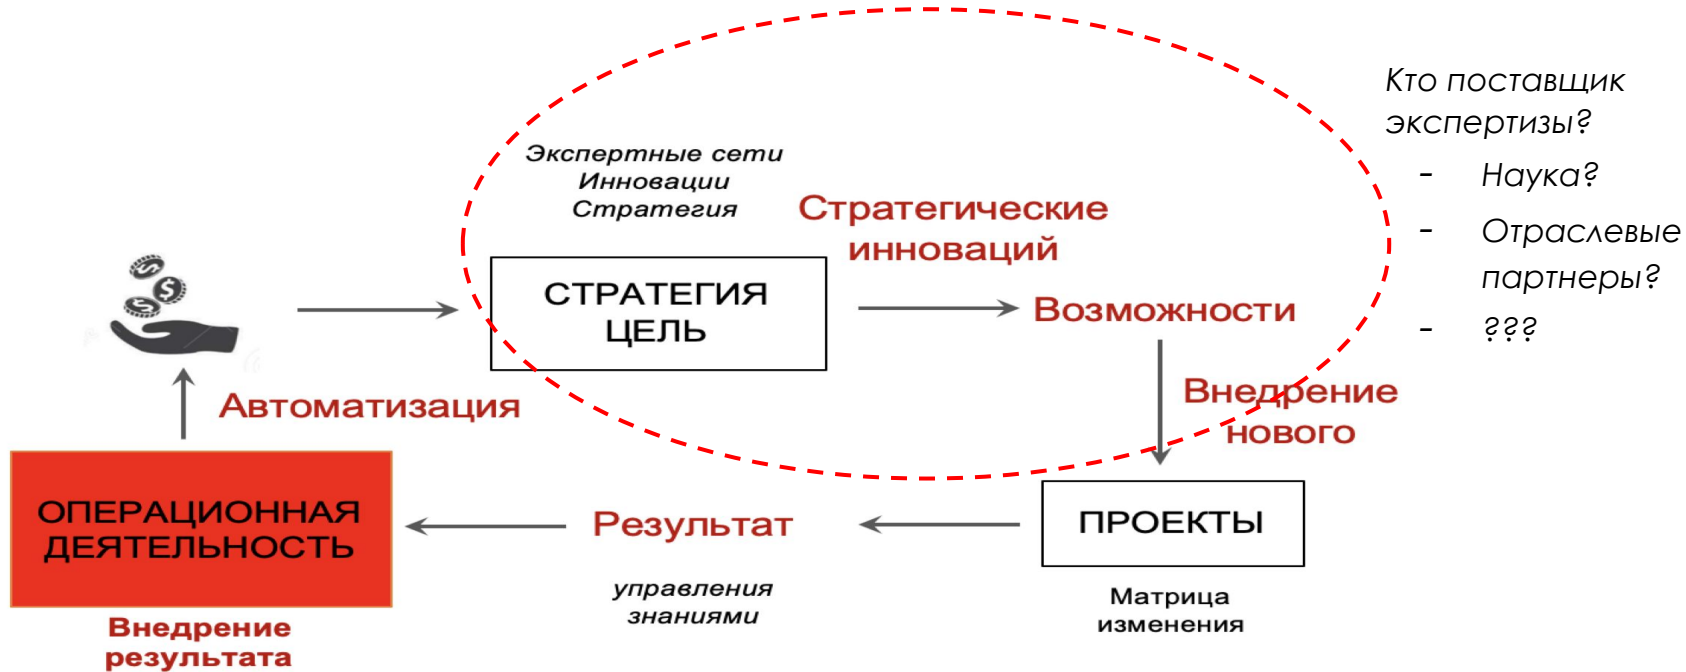 Кто поставщик
экспертизы?
- Наука?
- Отраслевые
партнеры?
- ???
Экспертные сети
Инновации
Стратегия
Стратегические
инноваций
СТРАТЕГИЯ
ЦЕЛЬ
Возможности
Автоматизация
Внедрение
нового
ОПЕРАЦИОННАЯ
ДЕЯТЕЛЬНОСТЬ
Результат
ПРОЕКТЫ
управления
знаниями
Матрица
изменения
Внедрение
результата